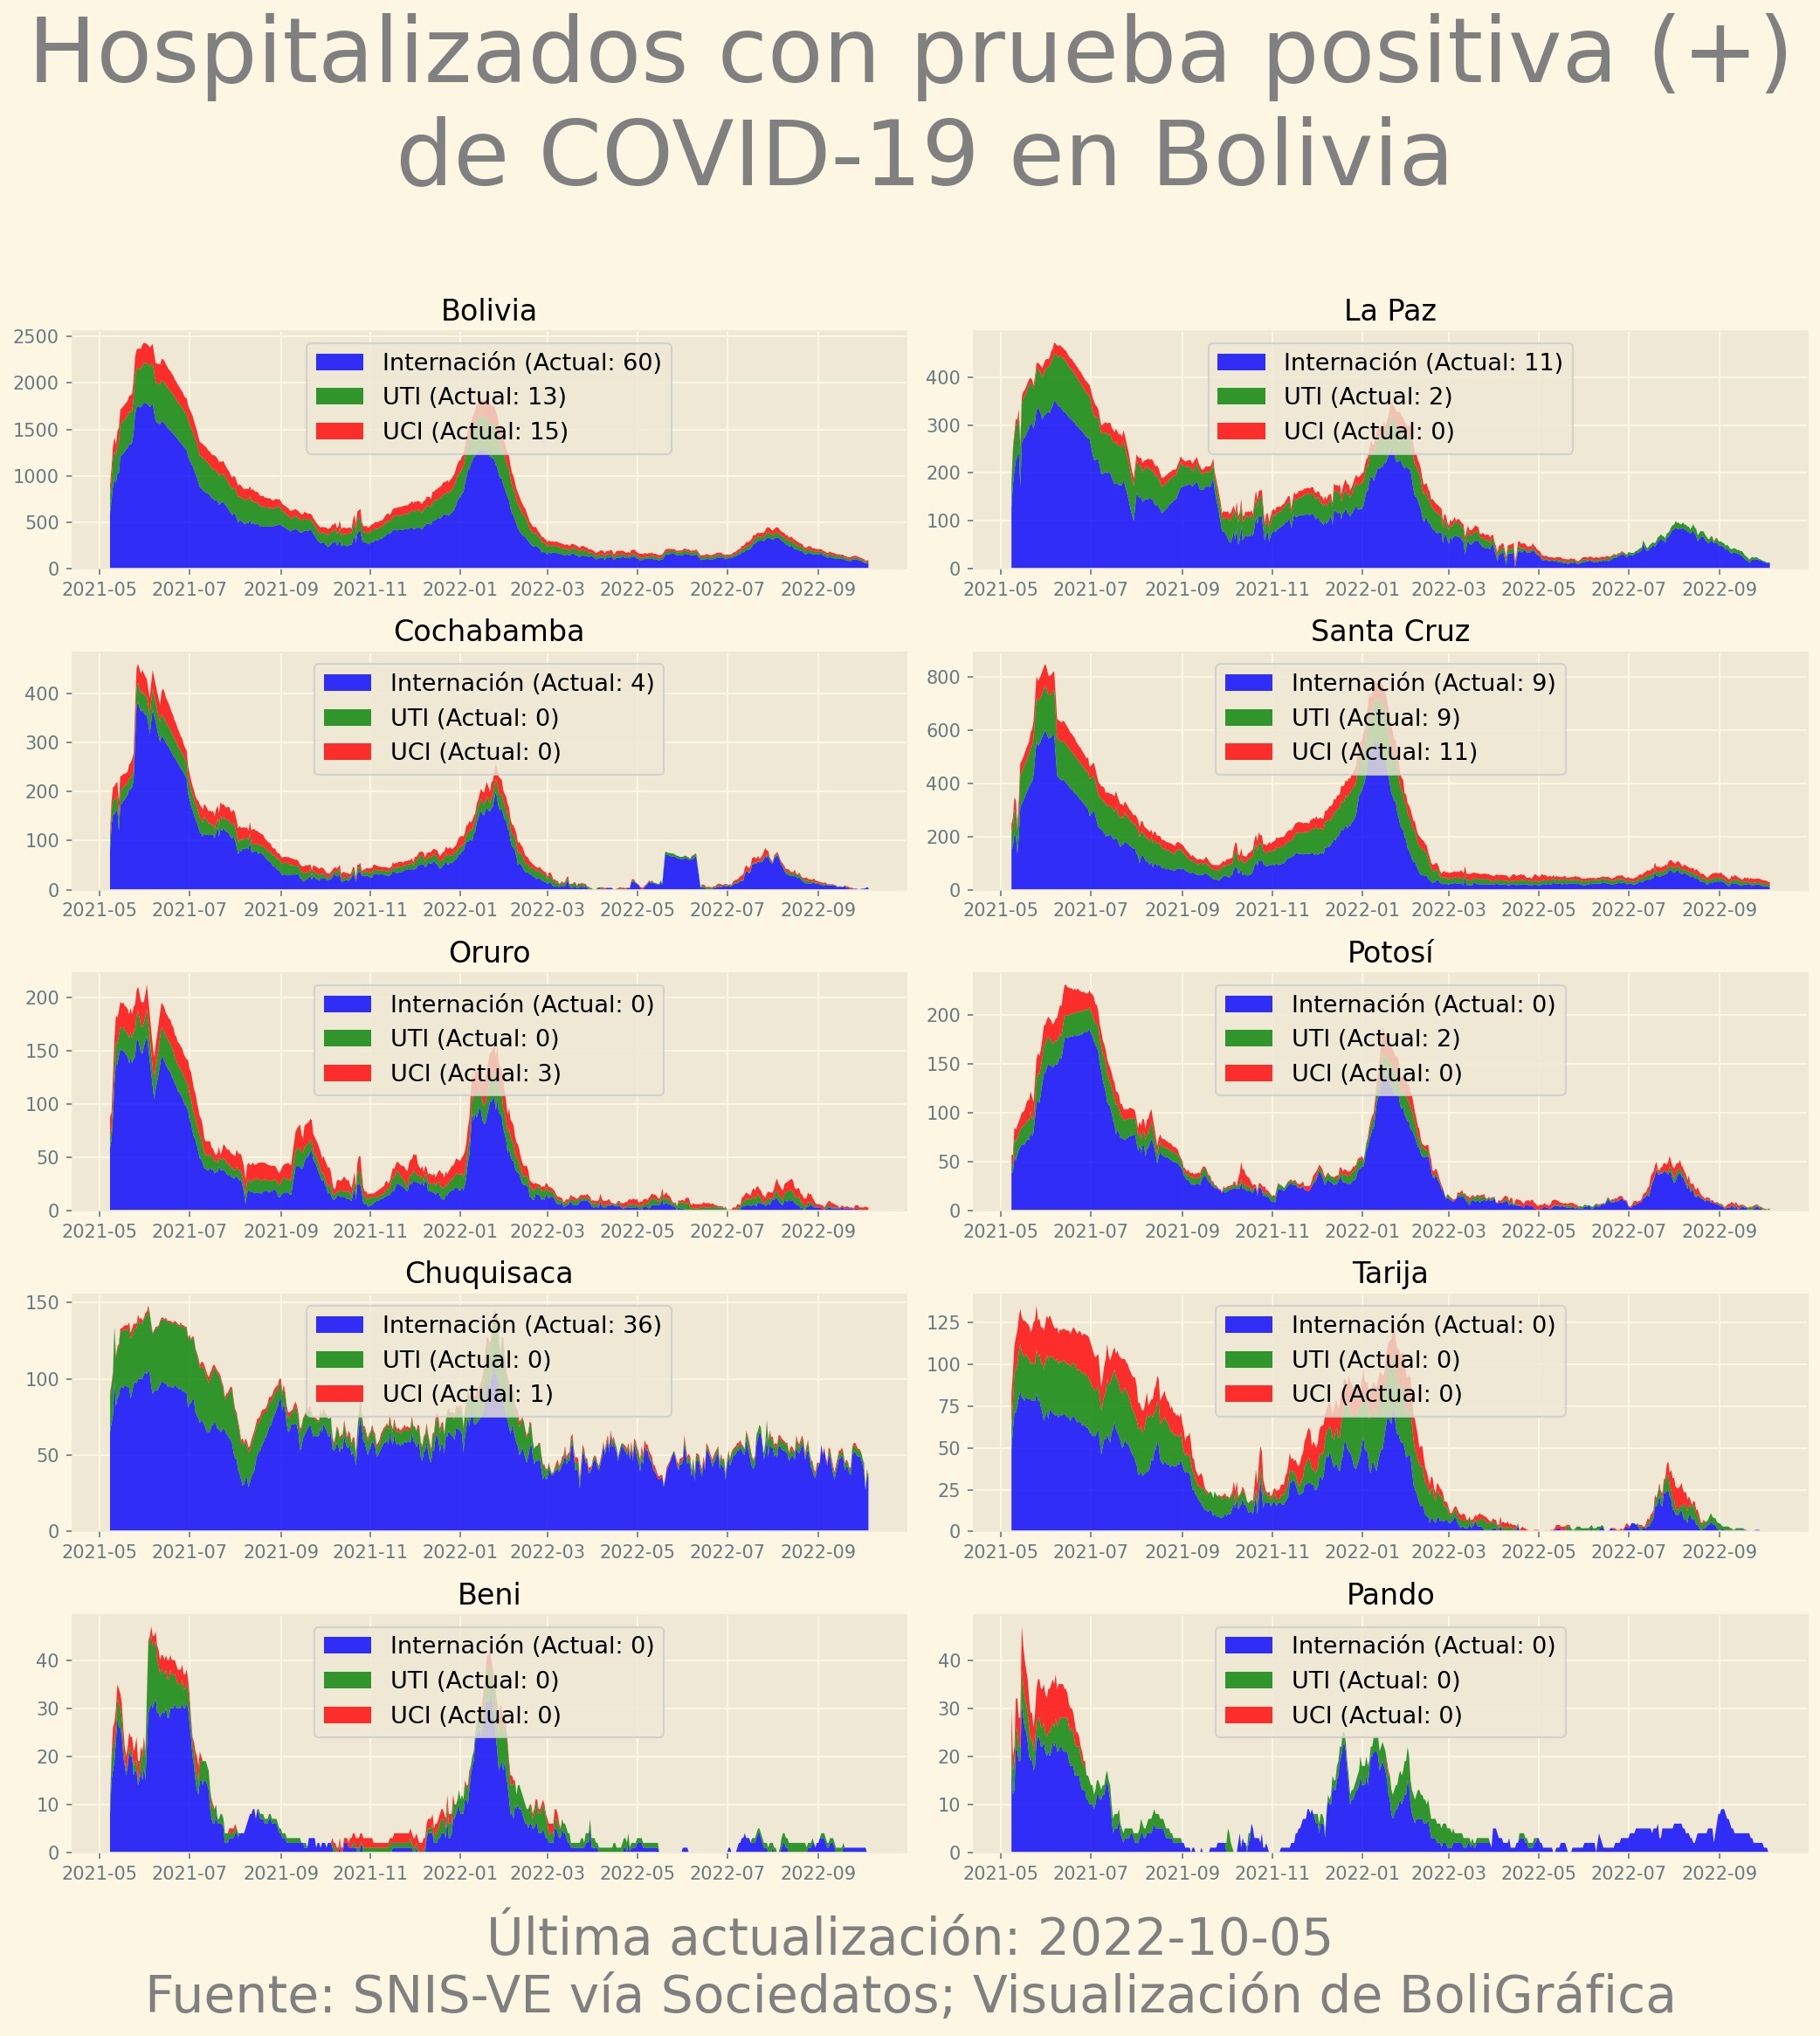 Hospitalizados con prueba positiva (+)
de COVID-19 en Bolivia
Bolivia
2500
2000
1500
1000
500
0
Internación (Actual: 60)
UTI (Actual: 13)
UCI (Actual: 15)
2021-05 2021-07 2021-09 2021-11 2022-01 2022-03 2022-05 2022-07 2022-09
La Paz
400
300
200
100
0
Internación (Actual: 11)
UTI (Actual: 2)
UCI (Actual: 0)
2021-05 2021-07 2021-09 2021-11 2022-01 2022-03 2022-05 2022-07 2022-09
Cochabamba
400
300
200
100
0
Internación (Actual: 4)
UTI (Actual: 0)
UCI (Actual: 0)
2021-05 2021-07 2021-09 2021-11 2022-01 2022-03 2022-05 2022-07 2022-09
Santa Cruz
800
600
400
200
0
Internación (Actual: 9)
UTI (Actual: 9)
UCI (Actual: 11)
2021-05 2021-07 2021-09 2021-11 2022-01 2022-03 2022-05 2022-07 2022-09
Oruro
200
150
100
50
0
Internación (Actual: 0)
UTI (Actual: 0)
UCI (Actual: 3)
2021-05 2021-07 2021-09 2021-11 2022-01 2022-03 2022-05 2022-07 2022-09
Potosí
200
150
100
50
0
Internación (Actual: 0)
UTI (Actual: 2)
UCI (Actual: 0)
2021-05 2021-07 2021-09 2021-11 2022-01 2022-03 2022-05 2022-07 2022-09
Chuquisaca
150
100
50
0
Internación (Actual: 36)
UTI (Actual: 0)
UCI (Actual: 1)
2021-05 2021-07 2021-09 2021-11 2022-01 2022-03 2022-05 2022-07 2022-09
Tarija
125
100
75
50
25
0
Internación (Actual: 0)
UTI (Actual: 0)
UCI (Actual: 0)
2021-05 2021-07 2021-09 2021-11 2022-01 2022-03 2022-05 2022-07 2022-09
Beni
40
30
20
10
0
Internación (Actual: 0)
UTI (Actual: 0)
UCI (Actual: 0)
2021-05 2021-07 2021-09 2021-11 2022-01 2022-03 2022-05 2022-07 2022-09
Pando
40
30
20
10
0
Internación (Actual: 0)
UTI (Actual: 0)
UCI (Actual: 0)
2021-05 2021-07 2021-09 2021-11 2022-01 2022-03 2022-05 2022-07 2022-09
Última actualización: 2022-10-05
Fuente: SNIS-VE vía Sociedatos; Visualización de BoliGráfica